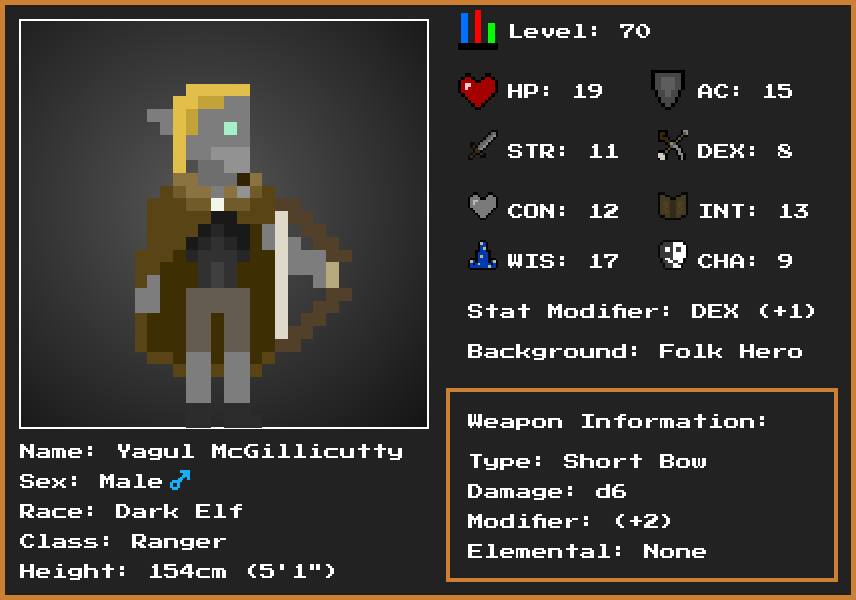 Level: 70
HP: 19 AC: 15
STR: 11 DEX: 8
CON: 12 INT: 13
WIS: 17 CHA: 9
Stat Modifier: DEX (+1)
Background: Folk Hero
Weapon Information:
Type: Short Bow
Damage: d6
Modifier: (+2)
Elemental: None
Name: Yagul McGillicutty
Sex: Male ♂
Race: Dark Elf
Class: Ranger
Height: 154cm (5'1")